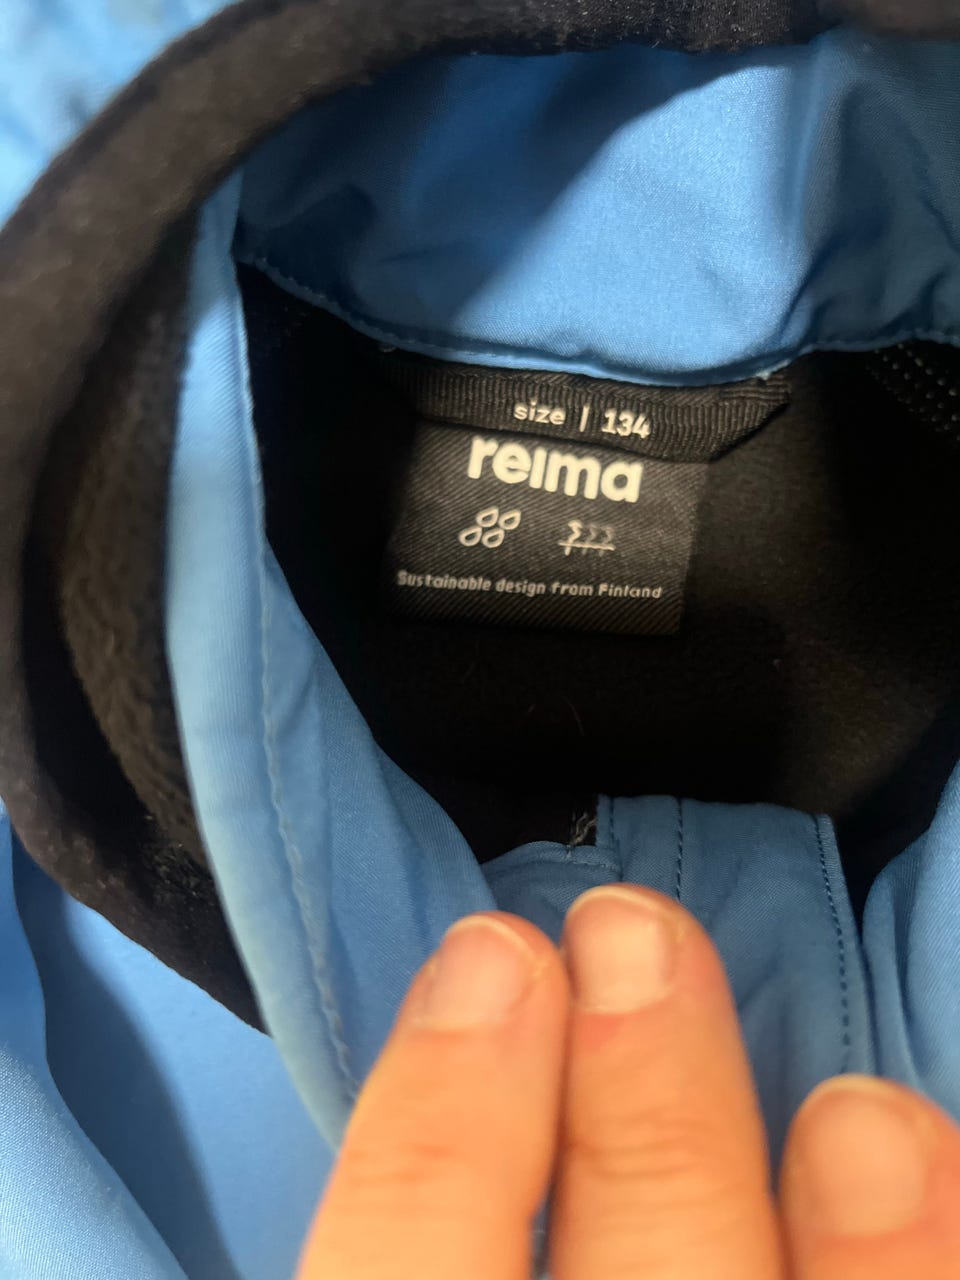 size | 134
reima
Sustainable design from Finland